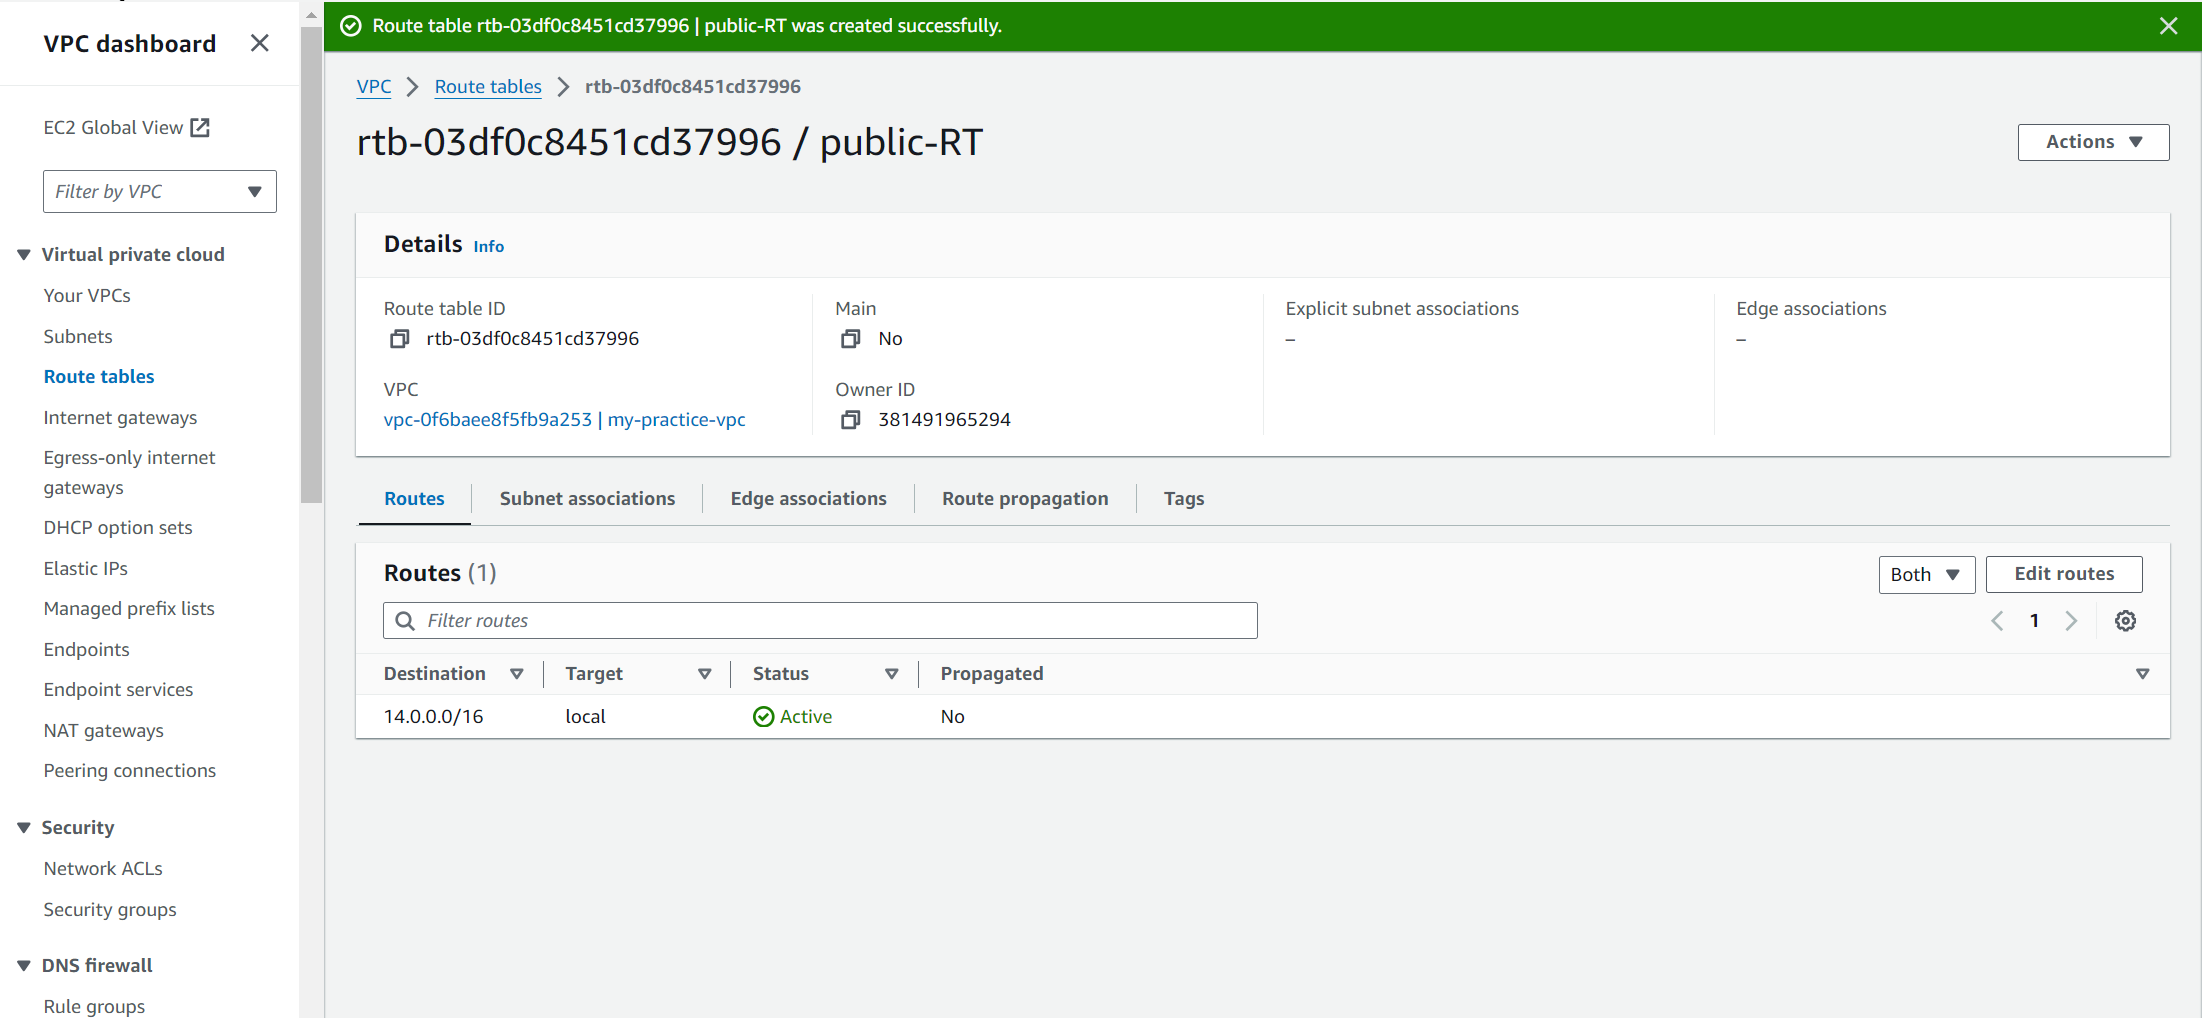 VPC dashboard
EC2 Global View
Filter by VPC
Virtual private cloud
Your VPCs
Subnets
Route tables
Internet gateways
Egress-only internet
gateways
DHCP option sets
Elastic IPs
Managed prefix lists
Endpoints
Endpoint services
NAT gateways
Peering connections
Security
Network ACLs
Security groups
DNS firewall
Rule groups
Route table rtb-03df0c8451cd37996 | public-RT was created successfully.
VPC > Route tables > rtb-03df0c8451cd37996
rtb-03df0c8451cd37996 / public-RT
Actions
Details Info
Route table ID
rtb-03df0c8451cd37996
Main
No
Explicit subnet associations
–
Edge associations
–
VPC
vpc-0f6baee8f5fb9a253 | my-practice-vpc
Owner ID
381491965294
Routes Subnet associations Edge associations Route propagation Tags
Routes (1)
Both Edit routes
Filter routes
1
Destination Target Status Propagated
14.0.0.0/16 local Active No